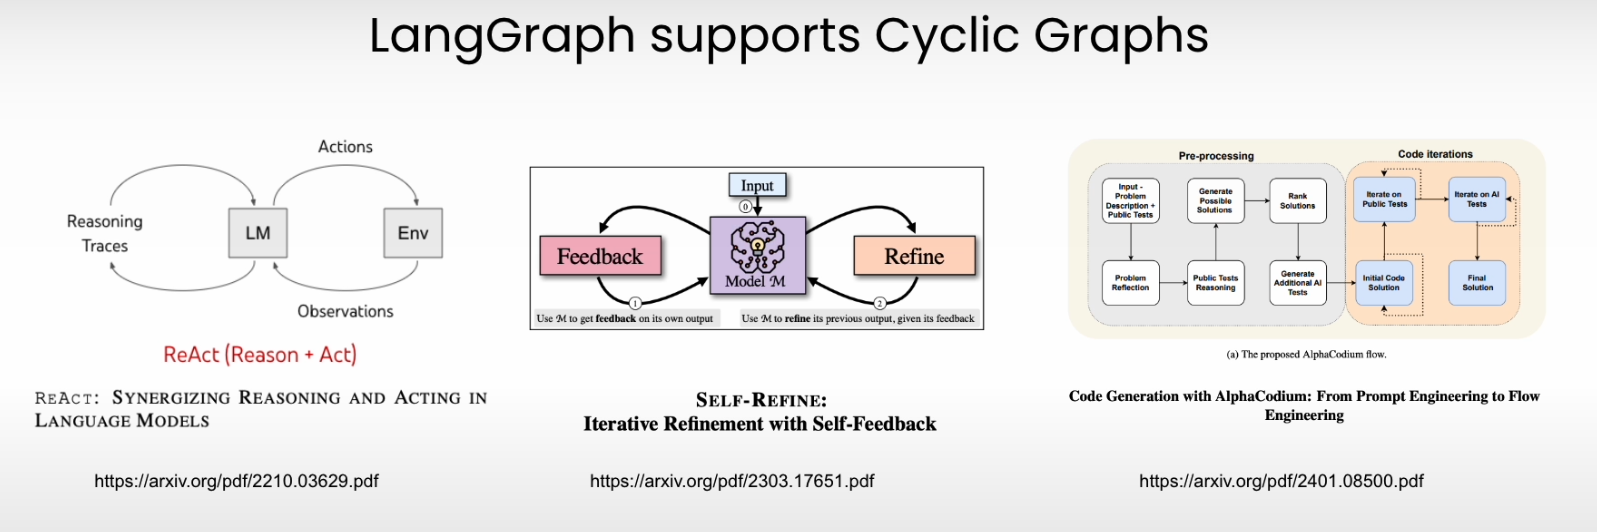 LangGraph supports Cyclic Graphs
Actions
Reasoning
Traces
LM
Env
Observations
ReAct (Reason + Act)
REACT: SYNERGIZING REASONING AND ACTING IN
LANGUAGE MODELS
https://arxiv.org/pdf/2210.03629.pdf
Input
0
Feedback
Model M
Refine
1
2
Use M to get feedback on its own output
Use M to refine its previous output, given its feedback
SELF-REFINE:
Iterative Refinement with Self-Feedback
https://arxiv.org/pdf/2303.17651.pdf
Pre-processing
Code iterations
Input -
Problem
Description +
Public Tests
Generate
Possible
Solutions
Rank
Solutions
Iterate on
Public Tests
Iterate on AI
Tests
Problem
Reflection
Public Tests
Reasoning
Generate
Additional AI
Tests
Initial Code
Solution
Final
Solution
(a) The proposed AlphaCodium flow.
Code Generation with AlphaCodium: From Prompt Engineering to Flow
Engineering
https://arxiv.org/pdf/2401.08500.pdf